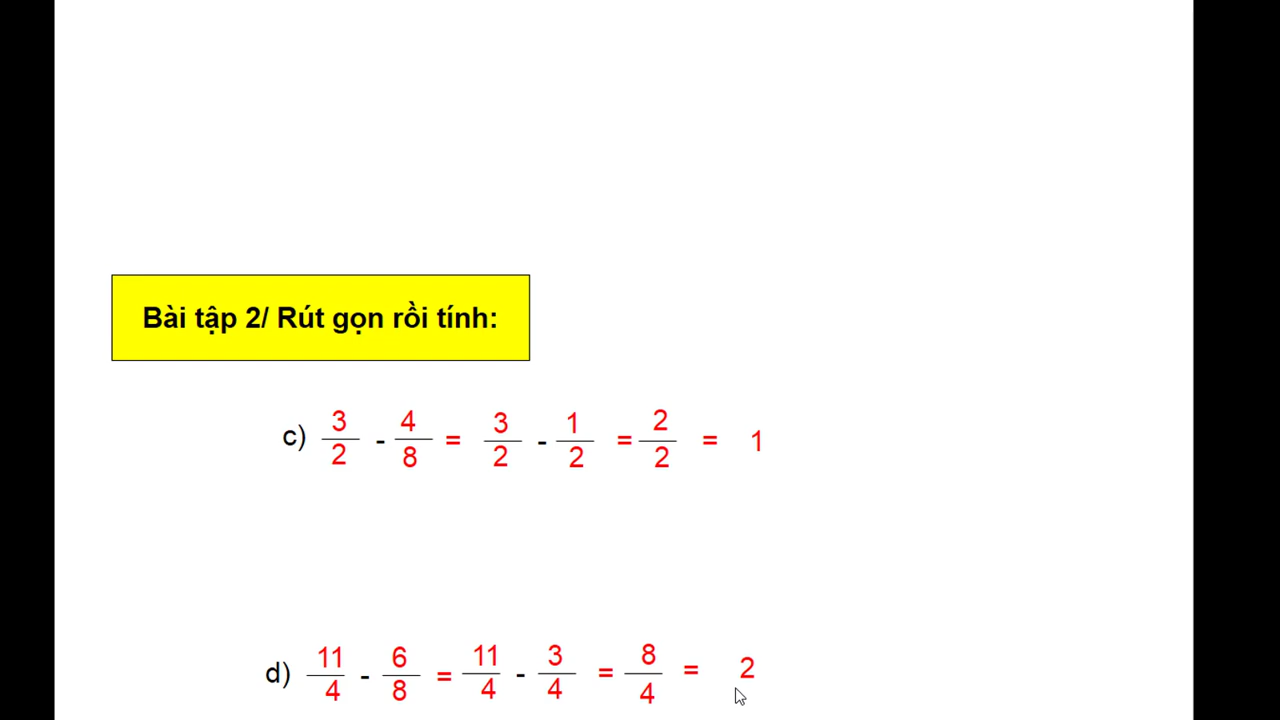 Bài tập 2/ Rút gọn rồi tính:
c) 3/2 - 4/8 = 3/2 - 1/2 = 2/2 = 1
d) 11/4 - 6/8 = 11/4 - 3/4 = 8/4 = 2